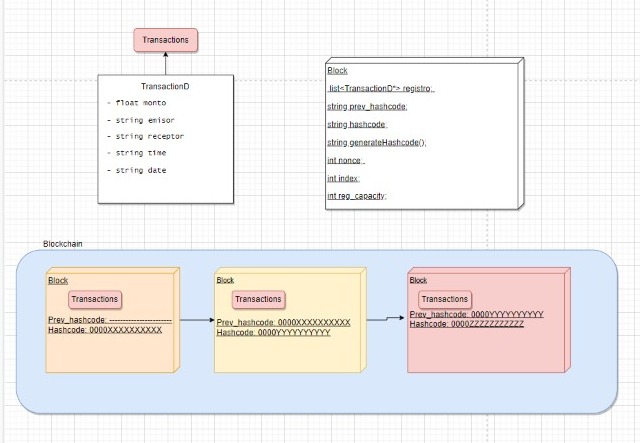 Transactions
TransactionD
- float monto
- string emisor
- string receptor
- string time
- string date
Block
list<TransactionD*> registro;
string prev_hashcode;
string hashcode;
string generateHashcode();
int nonce;
int index;
int reg_capacity;
Blockchain
Block
Transactions
Prev_hashcode: ----------------------
Hashcode: 0000XXXXXXXXXX
Block
Transactions
Prev_hashcode: 0000XXXXXXXXXX
Hashcode: 0000YYYYYYYYYY
Block
Transactions
Prev_hashcode: 0000YYYYYYYYYY
Hashcode: 0000ZZZZZZZZZZZ